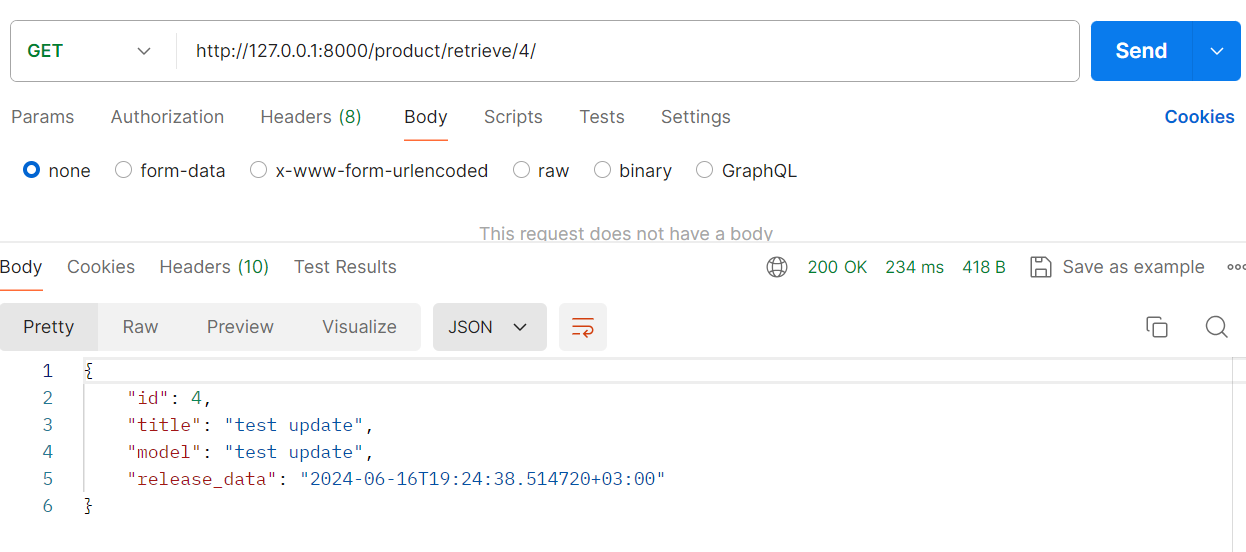 GET http://127.0.0.1:8000/product/retrieve/4/ Send
Params Authorization Headers (8) Body Scripts Tests Settings Cookies
none form-data x-www-form-urlencoded raw binary GraphQL
This request does not have a body
Body Cookies Headers (10) Test Results 200 OK 234 ms 418 B Save as example
Pretty Raw Preview Visualize JSON
1 {
2 "id": 4,
3 "title": "test update",
4 "model": "test update",
5 "release_data": "2024-06-16T19:24:38.514720+03:00"
6 }